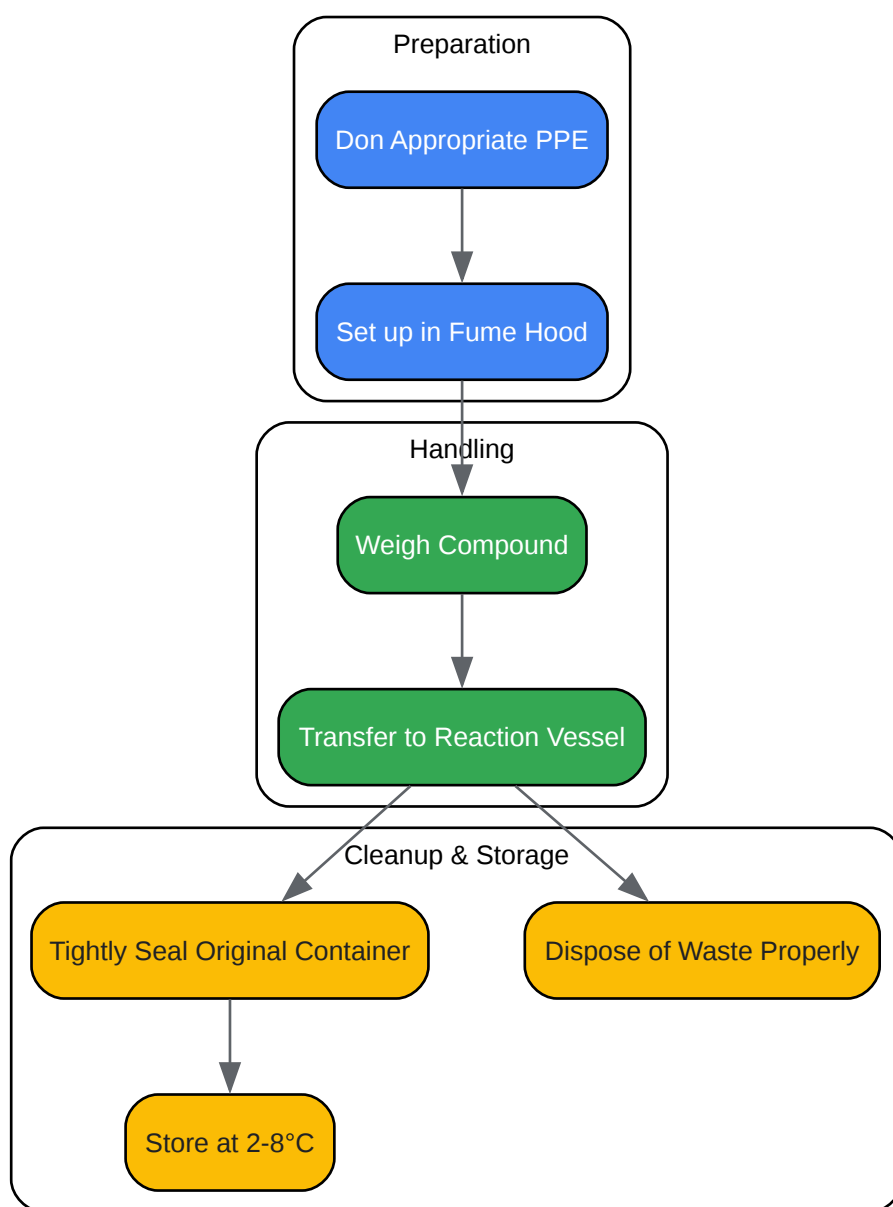 Preparation
Don Appropriate PPE
Set up in Fume Hood
Handling
Weigh Compound
Transfer to Reaction Vessel
Cleanup & Storage
Tightly Seal Original Container
Dispose of Waste Properly
Store at 2-8°C